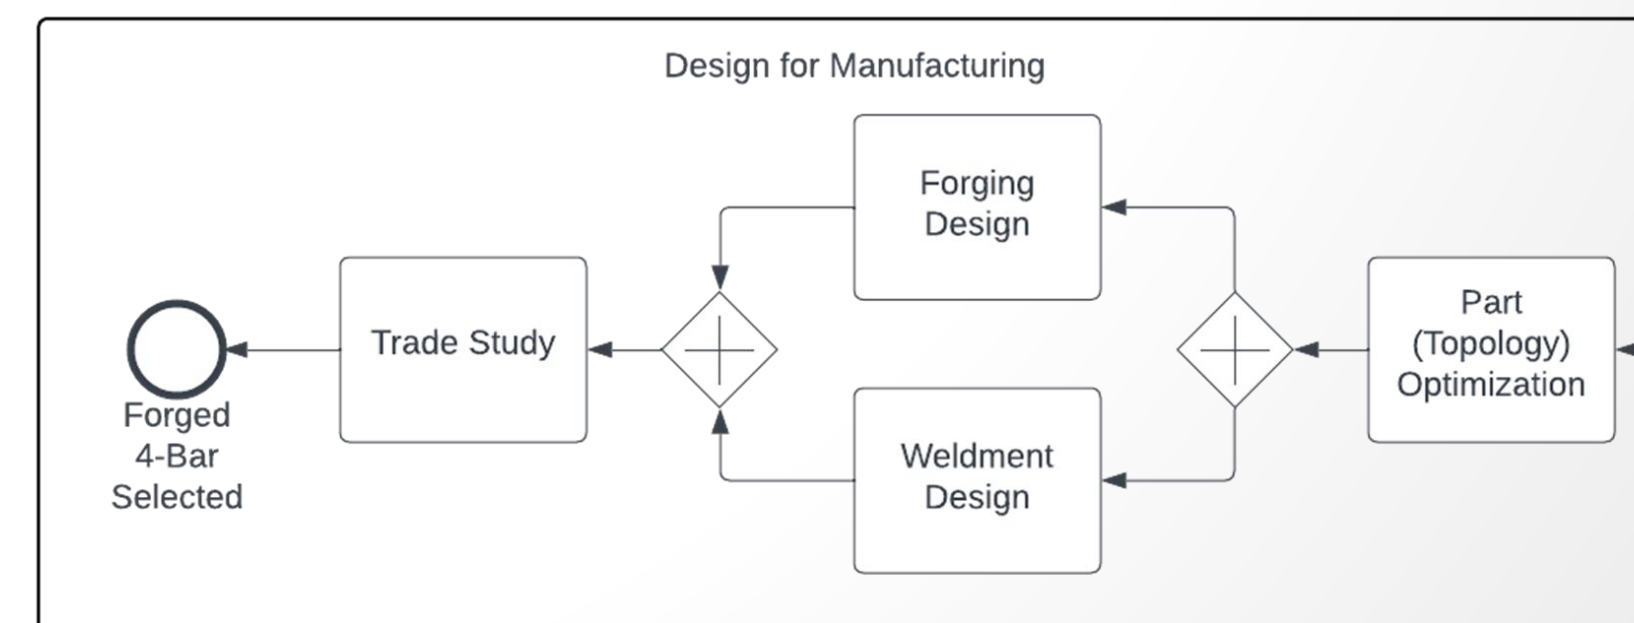 Design for Manufacturing
Forging
Design
Trade Study
Part
(Topology)
Optimization
Forged
4-Bar
Selected
Weldment
Design